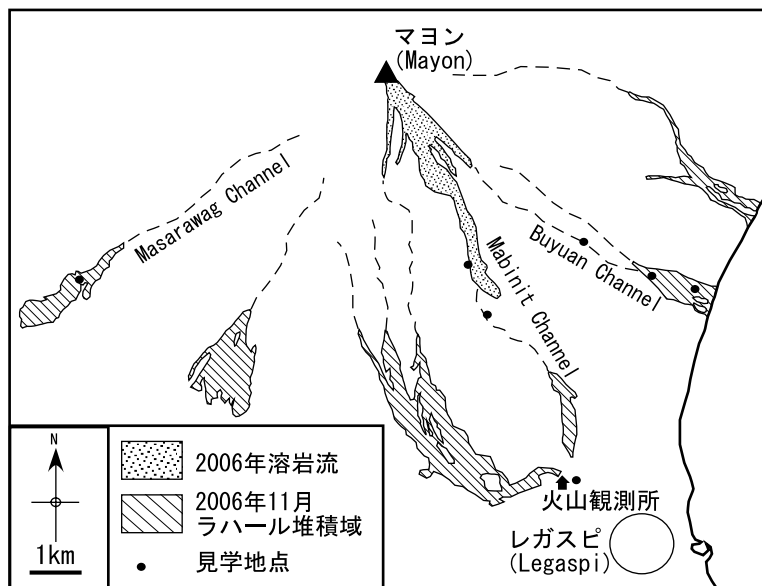 マヨン
(Mayon)
Masarawag Channel
Mabinit Channel
Buyuan Channel
火山観測所
レガスピ
(Legaspi)
N
1km
2006年溶岩流
2006年11月
ラハール堆積域
見学地点